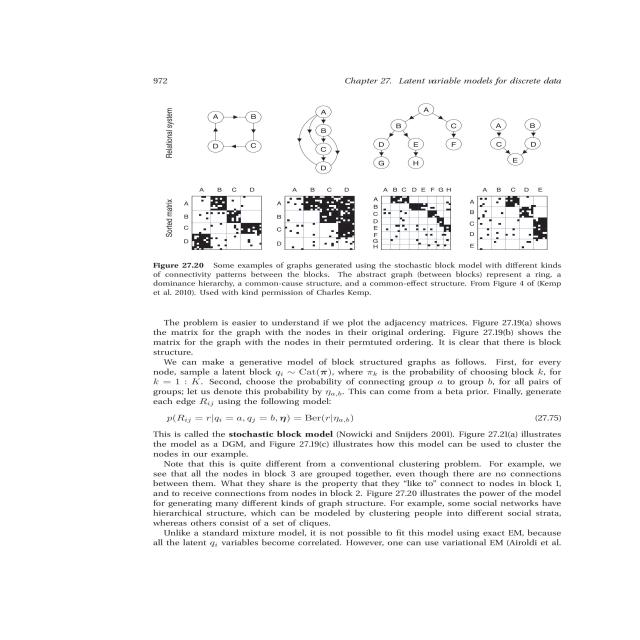 972 Chapter 27. Latent variable models for discrete data
Relational system
A B
D C
A
B
C
D
A
B C
D E F
G H
A B
C D
E
Sorted matrix
A B C D
A
B
C
D
A B C D
A
B
C
D
A B C D E F G H
A
B
C
D
E
F
G
H
A B C D E
A
B
C
D
E
Figure 27.20 Some examples of graphs generated using the stochastic block model with different kinds
of connectivity patterns between the blocks. The abstract graph (between blocks) represent a ring, a
dominance hierarchy, a common-cause structure, and a common-effect structure. From Figure 4 of (Kemp
et al. 2010). Used with kind permission of Charles Kemp.
The problem is easier to understand if we plot the adjacency matrices. Figure 27.19(a) shows
the matrix for the graph with the nodes in their original ordering. Figure 27.19(b) shows the
matrix for the graph with the nodes in their permtuted ordering. It is clear that there is block
structure.
We can make a generative model of block structured graphs as follows. First, for every
node, sample a latent block qᵢ ∼ Cat(π), where πₖ is the probability of choosing block k, for
k = 1 : K. Second, choose the probability of connecting group a to group b, for all pairs of
groups; let us denote this probability by η_{a,b}. This can come from a beta prior. Finally, generate
each edge R_{ij} using the following model:
p(R_{ij} = r|qᵢ = a, qⱼ = b, η) = Ber(r|η_{a,b}) (27.75)
This is called the stochastic block model (Nowicki and Snijders 2001). Figure 27.21(a) illustrates
the model as a DGM, and Figure 27.19(c) illustrates how this model can be used to cluster the
nodes in our example.
Note that this is quite different from a conventional clustering problem. For example, we
see that all the nodes in block 3 are grouped together, even though there are no connections
between them. What they share is the property that they "like to" connect to nodes in block 1,
and to receive connections from nodes in block 2. Figure 27.20 illustrates the power of the model
for generating many different kinds of graph structure. For example, some social networks have
hierarchical structure, which can be modeled by clustering people into different social strata,
whereas others consist of a set of cliques.
Unlike a standard mixture model, it is not possible to fit this model using exact EM, because
all the latent qᵢ variables become correlated. However, one can use variational EM (Airoldi et al.